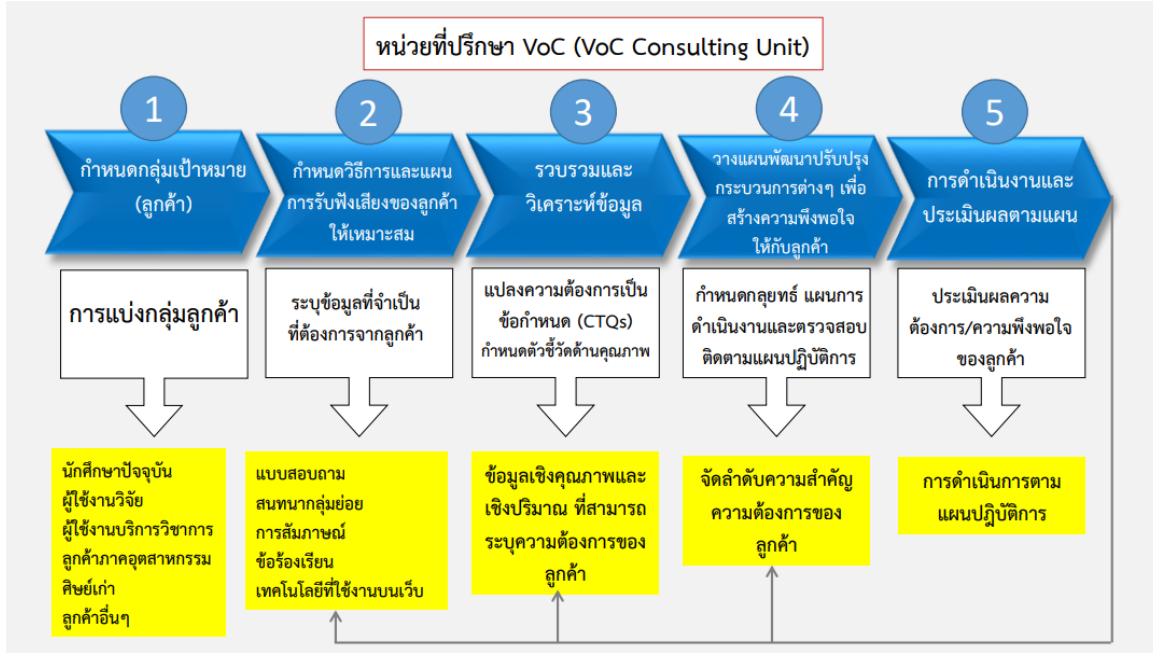 หน่วยที่ปรึกษา VoC (VoC Consulting Unit)
1
กำหนดกลุ่มเป้าหมาย
(ลูกค้า)
2
กำหนดวิธีการและแผน
การรับฟังเสียงของลูกค้า
ให้เหมาะสม
3
รวบรวมและ
วิเคราะห์ข้อมูล
4
วางแผนพัฒนาปรับปรุง
กระบวนการต่างๆ เพื่อ
สร้างความพึงพอใจ
ให้กับลูกค้า
5
การดำเนินงานและ
ประเมินผลตามแผน
การแบ่งกลุ่มลูกค้า
ระบุข้อมูลที่จำเป็น
ที่ต้องการจากลูกค้า
แปลงความต้องการเป็น
ข้อกำหนด (CTQs)
กำหนดตัวชี้วัดด้านคุณภาพ
กำหนดกลุยทธ์ แผนการ
ดำเนินงานและตรวจสอบ
ติดตามแผนปฏิบัติการ
ประเมินผลความ
ต้องการ/ความพึงพอใจ
ของลูกค้า
นักศึกษาปัจจุบัน
ผู้ใช้งานวิจัย
ผู้ใช้งานบริการวิชาการ
ลูกค้าภาคอุตสาหกรรม
ศิษย์เก่า
ลูกค้าอื่นๆ
แบบสอบถาม
สนทนากลุ่มย่อย
การสัมภาษณ์
ข้อร้องเรียน
เทคโนโลยีที่ใช้งานบนเว็บ
ข้อมูลเชิงคุณภาพและ
เชิงปริมาณ ที่สามารถ
ระบุความต้องการของ
ลูกค้า
จัดลำดับความสำคัญ
ความต้องการของ
ลูกค้า
การดำเนินการตาม
แผนปฎิบัติการ